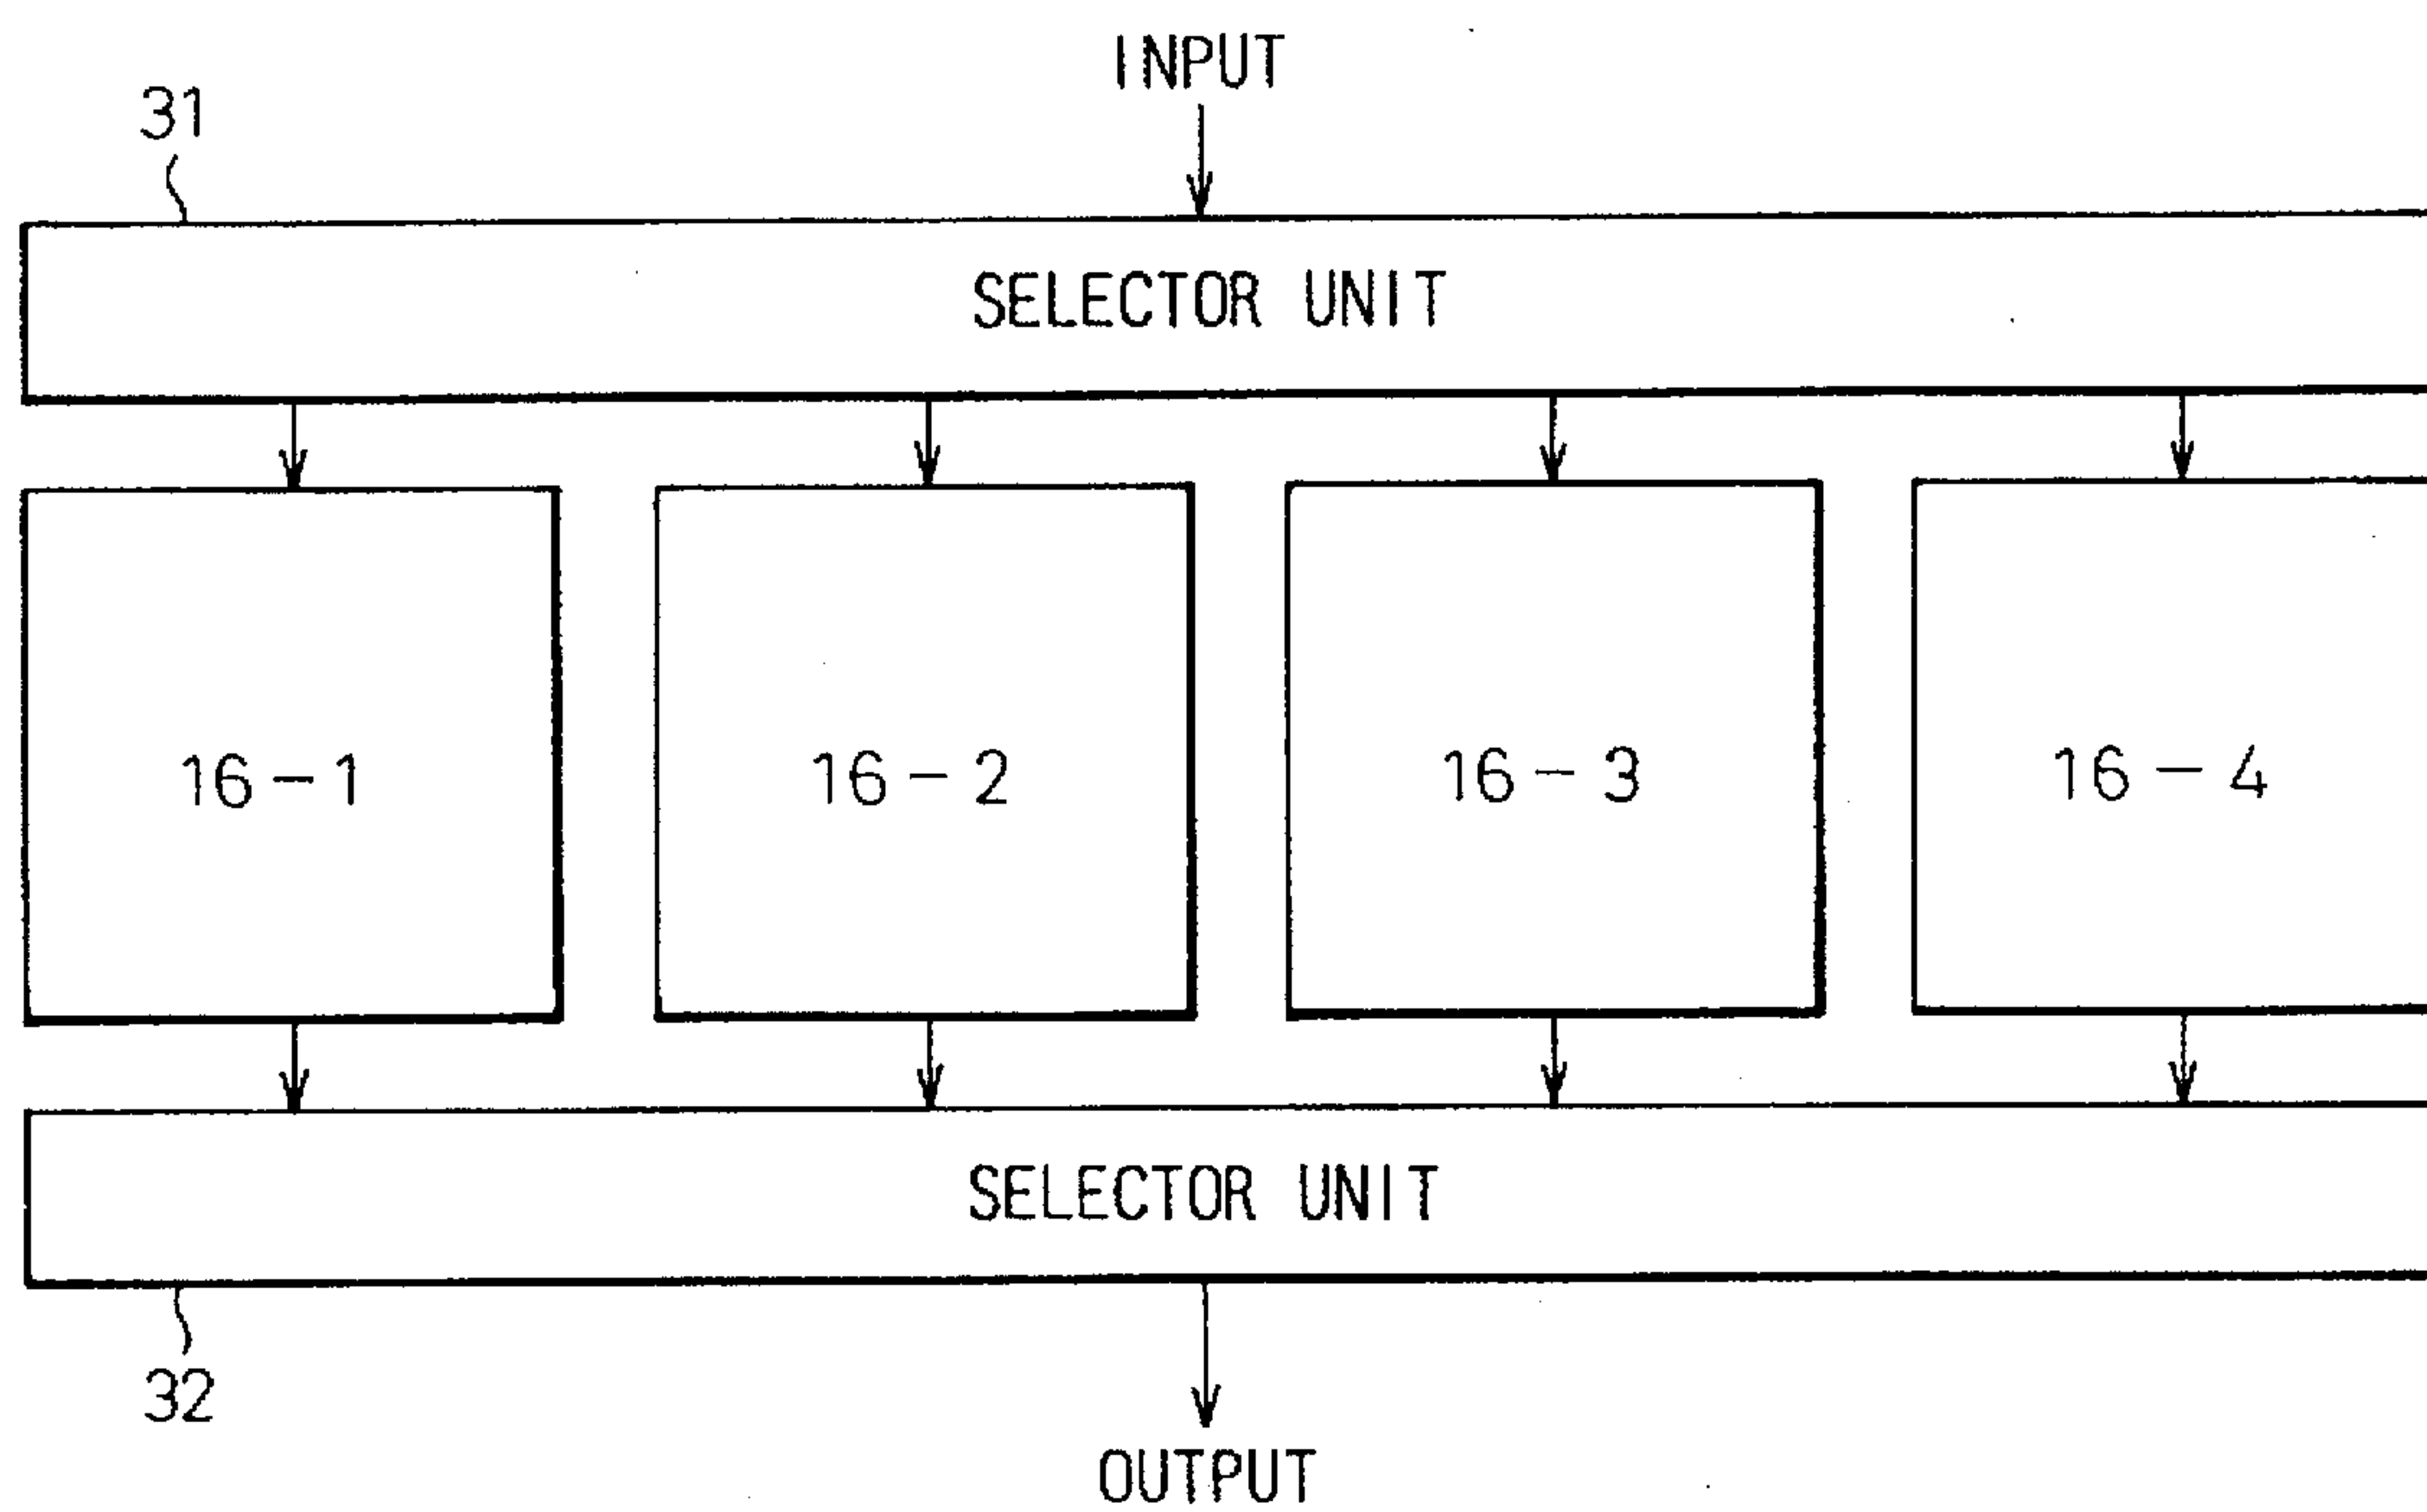 INPUT
31
SELECTOR UNIT
16-1
16-2
16-3
16-4
SELECTOR UNIT
32
OUTPUT